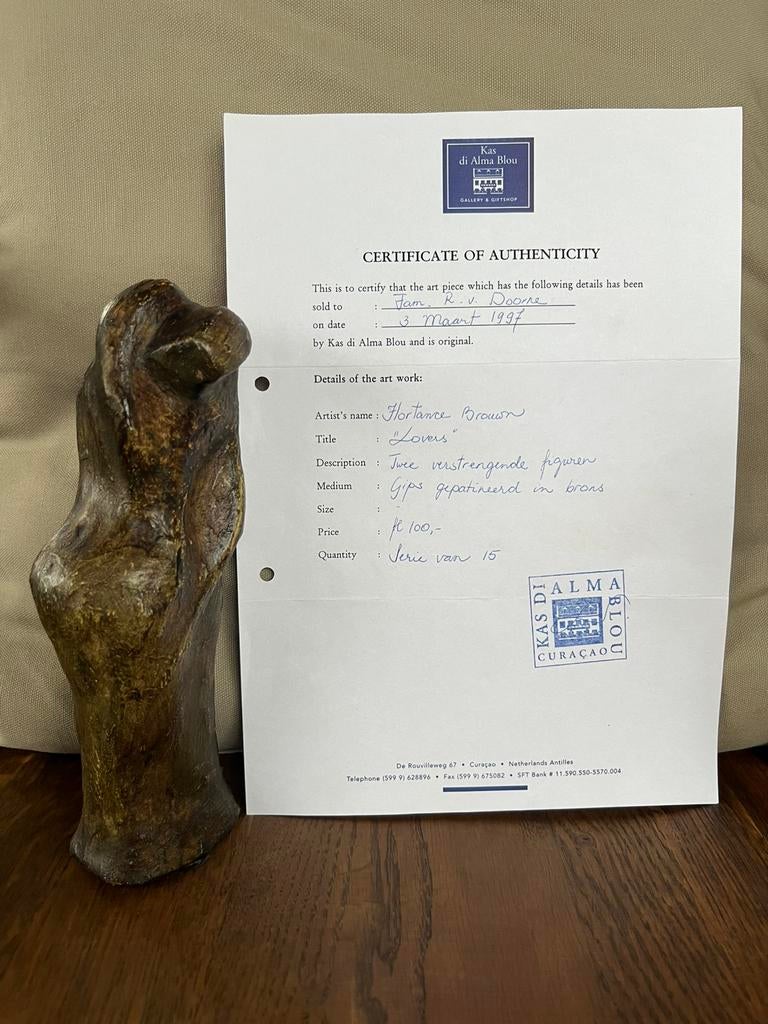 Kas
di Alma Blou
GALLERY & GIFTSHOP
CERTIFICATE OF AUTHENTICITY
This is to certify that the art piece which has the following details has been
sold to : Fam. R. v. Doorne
on date : 3 Maart 1997
by Kas di Alma Blou and is original.
Details of the art work:
Artist's name : Hortance Brouwn
Title : "Lovers"
Description : Twee verstrengende figuren
Medium : Gips gepatineerd in brons
Size : -
Price : fl 100,-
Quantity : Serie van 15
KAS DI ALMA BLOU
CURAÇAO
De Rouvilleweg 67 • Curaçao • Netherlands Antilles
Telephone (599 9) 628896 • Fax (599 9) 675082 • SFT Bank # 11.590.550-5570.004